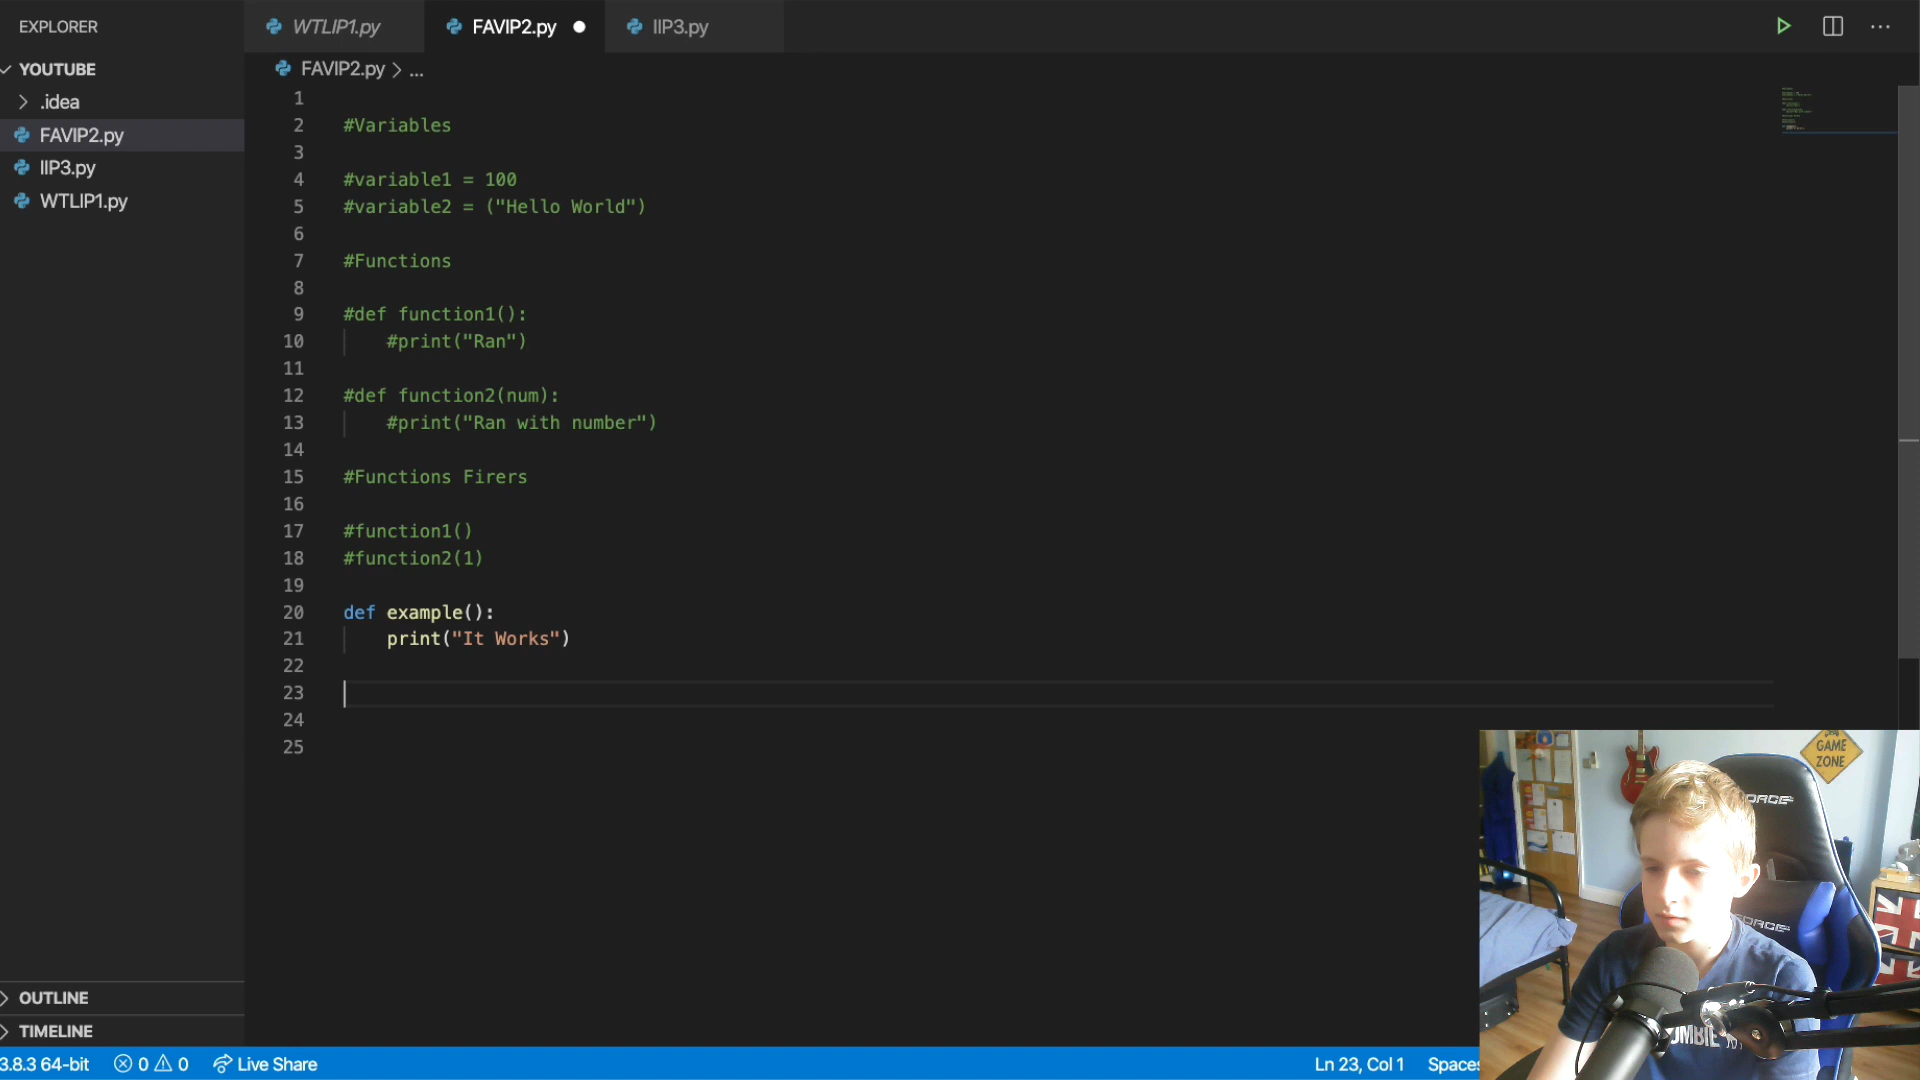 EXPLORER
WTLIP1.py
FAVIP2.py
IIP3.py
YOUTUBE
FAVIP2.py > ...
.idea
FAVIP2.py
IIP3.py
WTLIP1.py
1
2 #Variables
3
4 #variable1 = 100
5 #variable2 = ("Hello World")
6
7 #Functions
8
9 #def function1():
10 #print("Ran")
11
12 #def function2(num):
13 #print("Ran with number")
14
15 #Functions Firers
16
17 #function1()
18 #function2(1)
19
20 def example():
21 print("It Works")
22
23
24
25
GAME
ZONE
OUTLINE
TIMELINE
3.8.3 64-bit
0
0
Live Share
Ln 23, Col 1